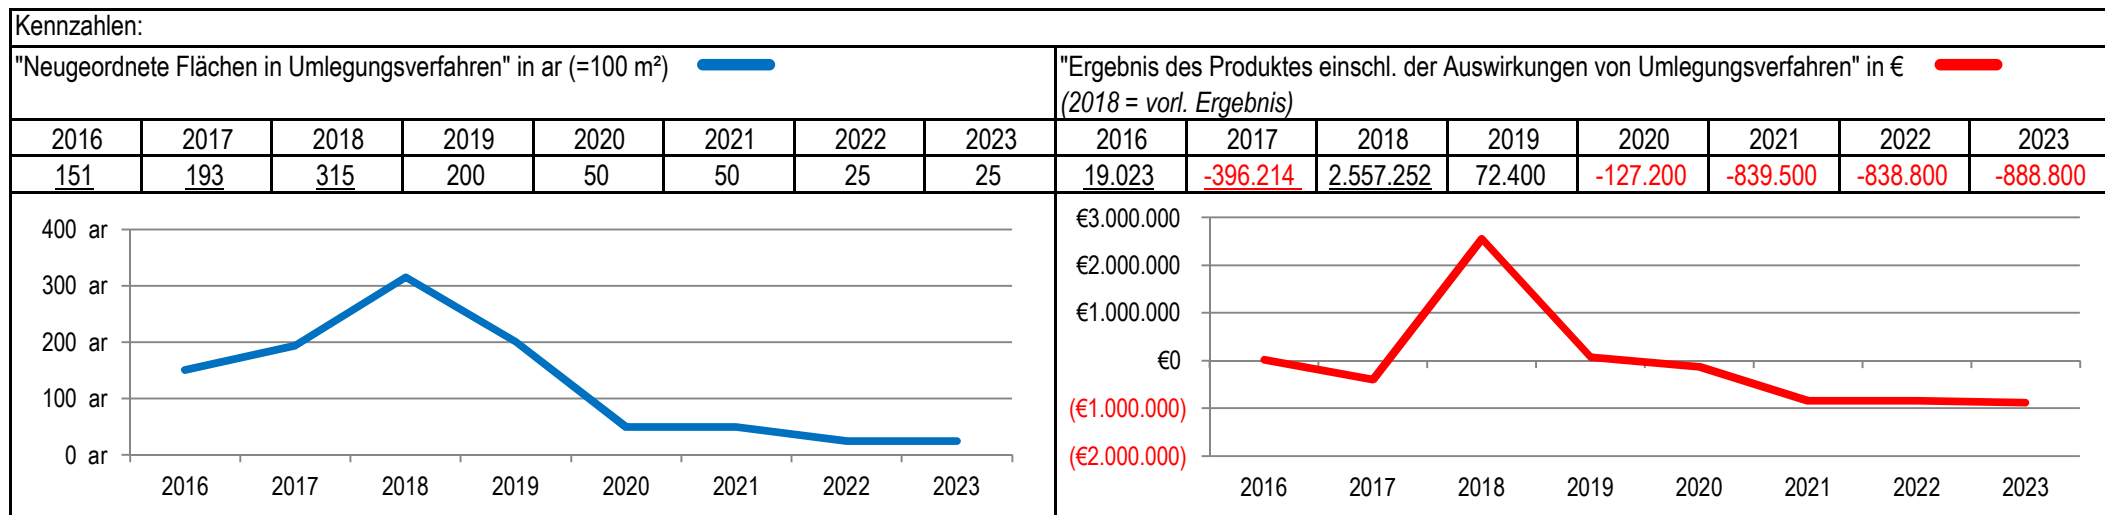 Kennzahlen:
"Neugeordnete Flächen in Umlegungsverfahren" in ar (=100 m²)
"Ergebnis des Produktes einschl. der Auswirkungen von Umlegungsverfahren" in €
(2018 = vorl. Ergebnis)
2016 2017 2018 2019 2020 2021 2022 2023
151 193 315 200 50 50 25 25
2016 2017 2018 2019 2020 2021 2022 2023
19.023 -396.214 2.557.252 72.400 -127.200 -839.500 -838.800 -888.800
400 ar
300 ar
200 ar
100 ar
0 ar
2016 2017 2018 2019 2020 2021 2022 2023
€3.000.000
€2.000.000
€1.000.000
€0
(€1.000.000)
(€2.000.000)
2016 2017 2018 2019 2020 2021 2022 2023